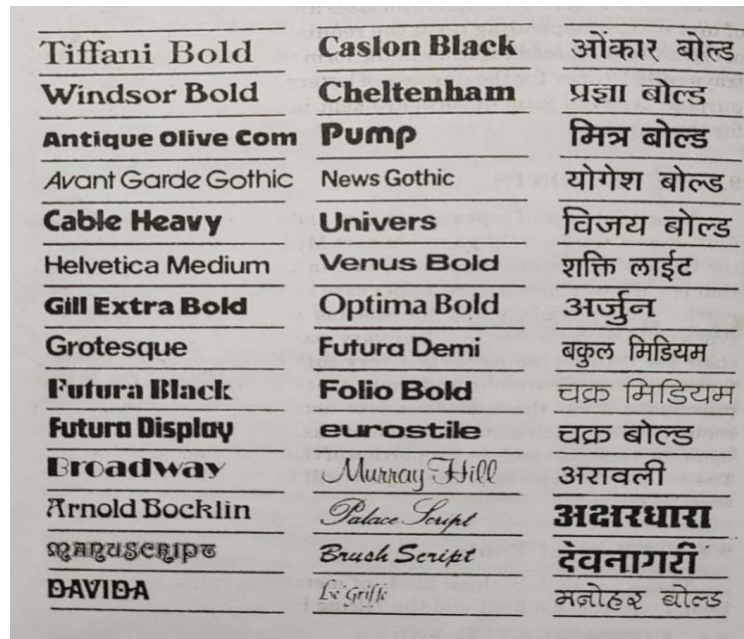 Tiffani Bold
Windsor Bold
Antique Olive Com
Avant Garde Gothic
Cable Heavy
Helvetica Medium
Gill Extra Bold
Grotesque
Futura Black
Futura Display
Broadway
Arnold Bocklin
MANUSCRIPT
DAVIDA
Caslon Black
Cheltenham
Pump
News Gothic
Univers
Venus Bold
Optima Bold
Futura Demi
Folio Bold
eurostile
Murray Hill
Palace Script
Brush Script
Le Griffe
ओंकार बोल्ड
प्रज्ञा बोल्ड
मित्र बोल्ड
योगेश बोल्ड
विजय बोल्ड
शक्ति लाईट
अर्जुन
बकुल मिडियम
चक्र मिडियम
चक्र बोल्ड
अरावली
अक्षरधारा
देवनागरी
मनोहर बोल्ड